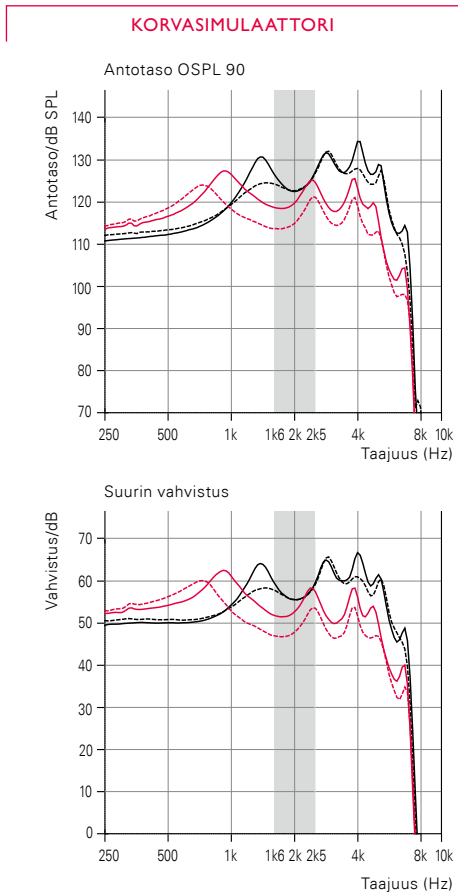 KORVASIMULAATTORI
Antotaso OSPL 90
Antotaso/dB SPL
140
130
120
110
100
90
80
70
250 500 1k 1k6 2k 2k5 4k 8k 10k
Taajuus (Hz)
Suurin vahvistus
Vahvistus/dB
70
60
50
40
30
20
10
0
250 500 1k 1k6 2k 2k5 4k 8k 10k
Taajuus (Hz)